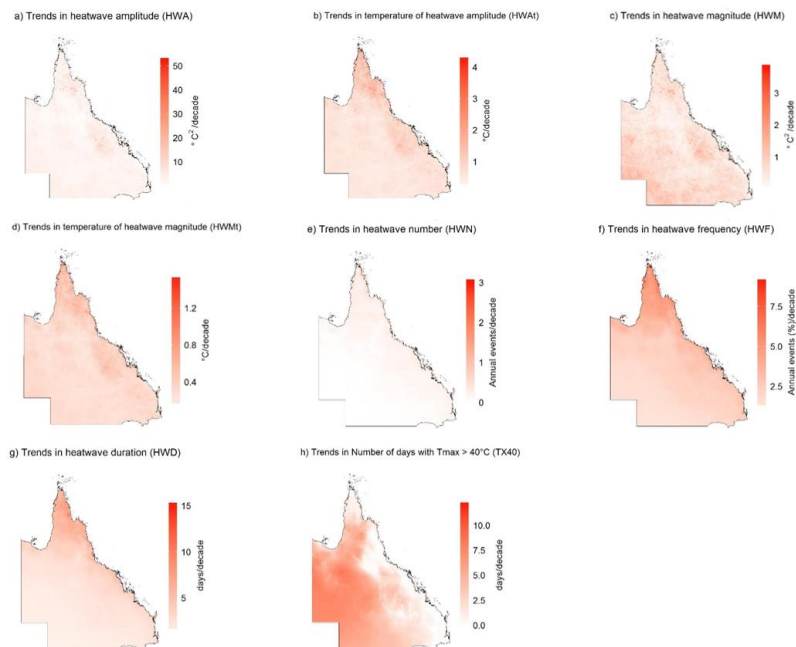 a) Trends in heatwave amplitude (HWA)
50
40
30
20
10
° C² /decade
b) Trends in temperature of heatwave amplitude (HWAt)
4
3
2
1
°C/decade
c) Trends in heatwave magnitude (HWM)
3
2
1
° C² /decade
d) Trends in temperature of heatwave magnitude (HWMt)
1.2
0.8
0.4
°C/decade
e) Trends in heatwave number (HWN)
3
2
1
0
Annual events/decade
f) Trends in heatwave frequency (HWF)
7.5
5.0
2.5
Annual events (%)/decade
g) Trends in heatwave duration (HWD)
15
10
5
days/decade
h) Trends in Number of days with Tmax > 40°C (TX40)
10.0
7.5
5.0
2.5
0.0
days/decade